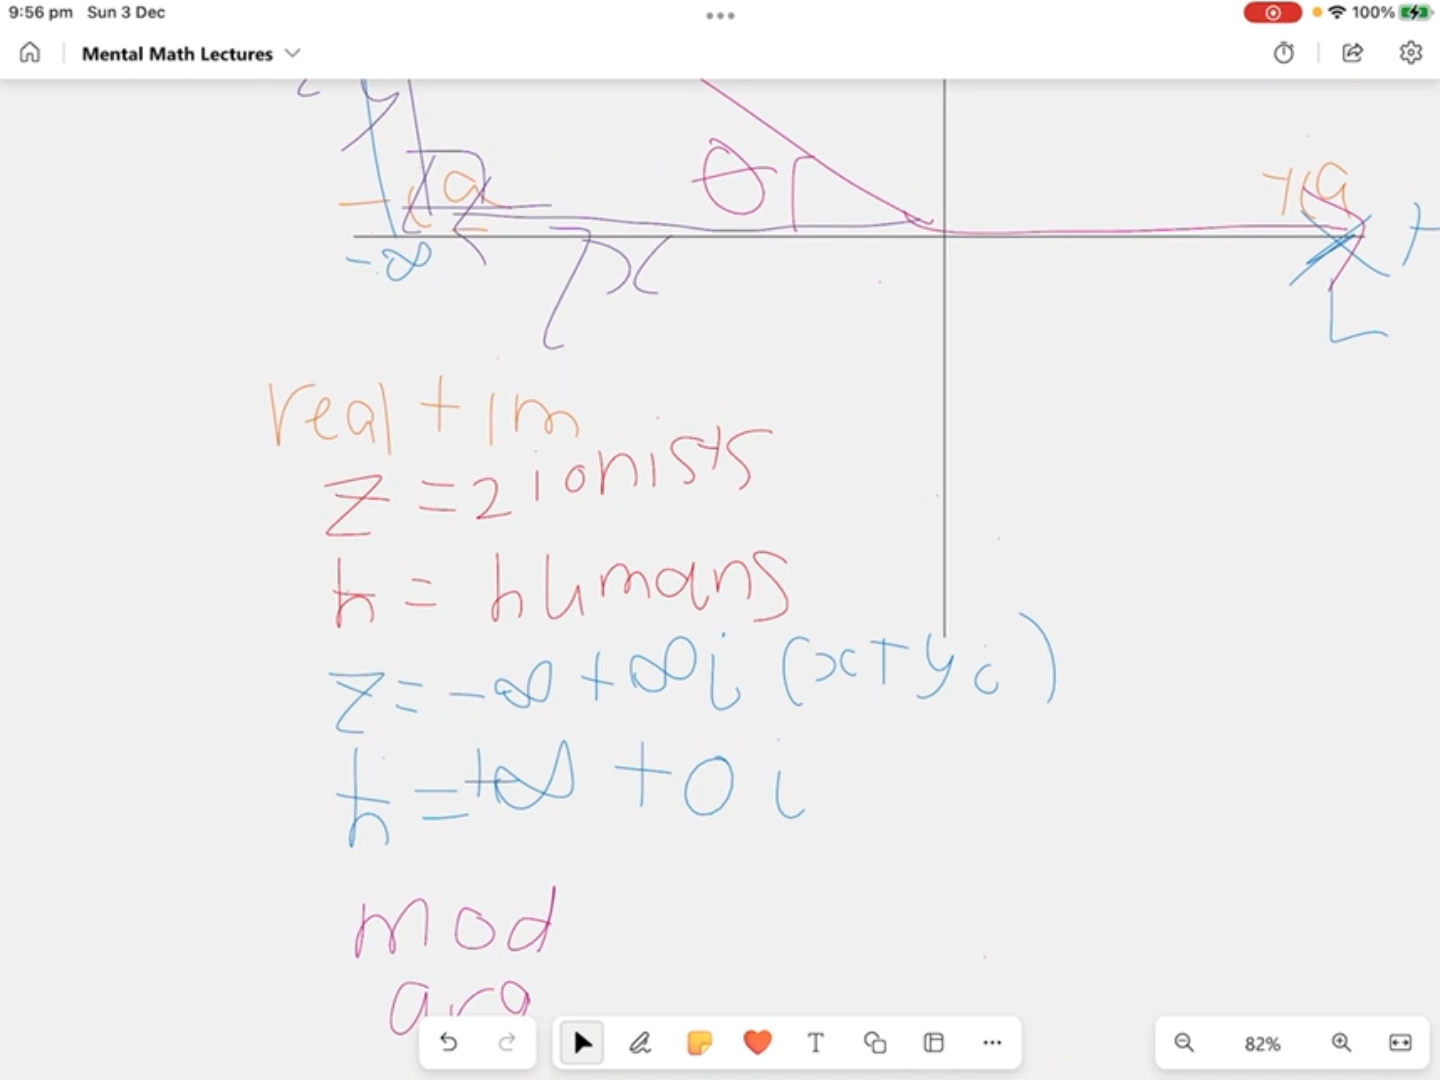 9:56 pm Sun 3 Dec
100%
Mental Math Lectures
θ
-∞
x
real + im
z = zionists
h = humans
z = -∞ + ∞i (x+yi)
h = +∞ + 0i
mod
arg
82%